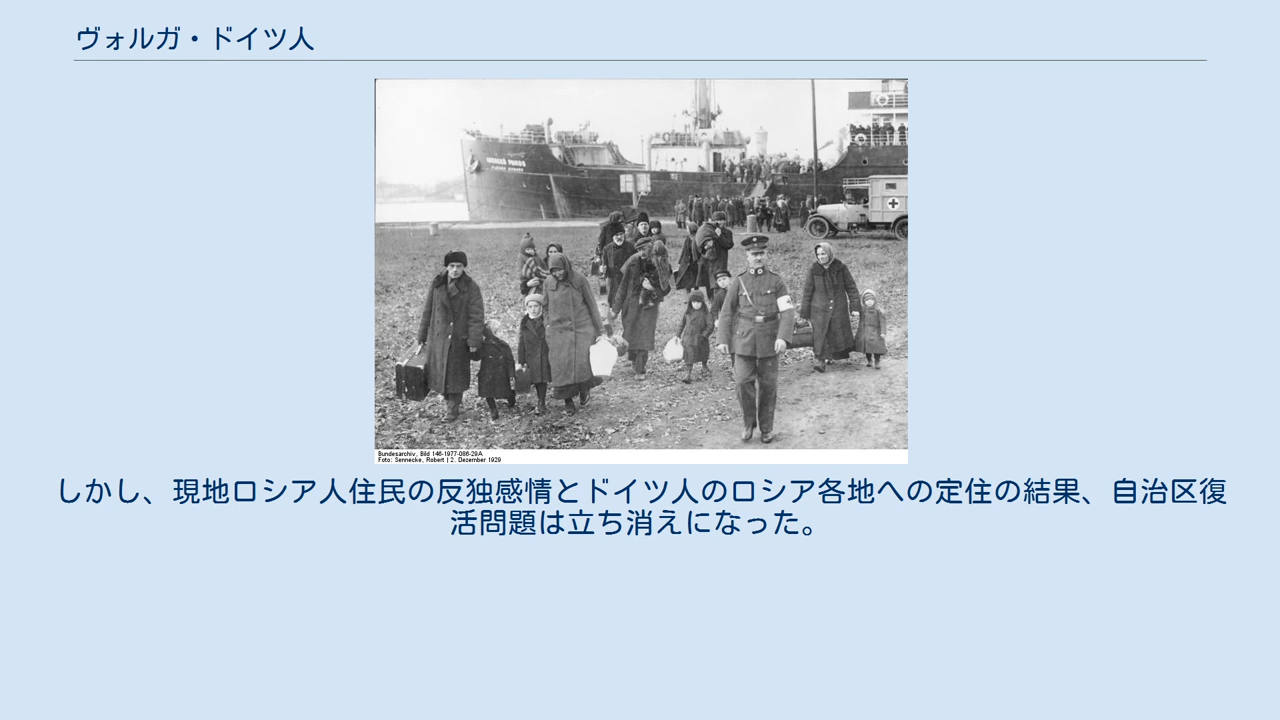 ヴォルガ・ドイツ人
Bundesarchiv, Bild 146-1977-086-29A
Foto: Sennecke, Robert | 2. Dezember 1929
しかし、現地ロシア人住民の反独感情とドイツ人のロシア各地への定住の結果、自治区復
活問題は立ち消えになった。